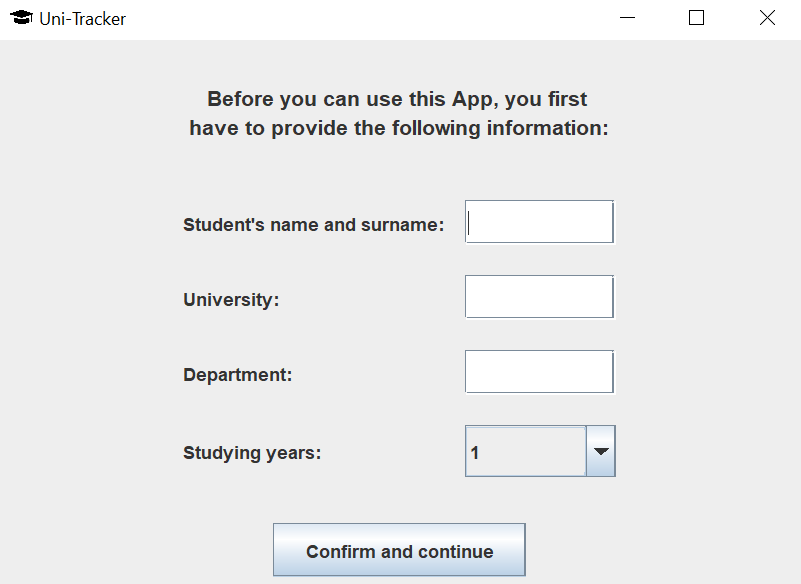 Uni-Tracker
Before you can use this App, you first
have to provide the following information:
Student's name and surname:
University:
Department:
Studying years:
1
Confirm and continue